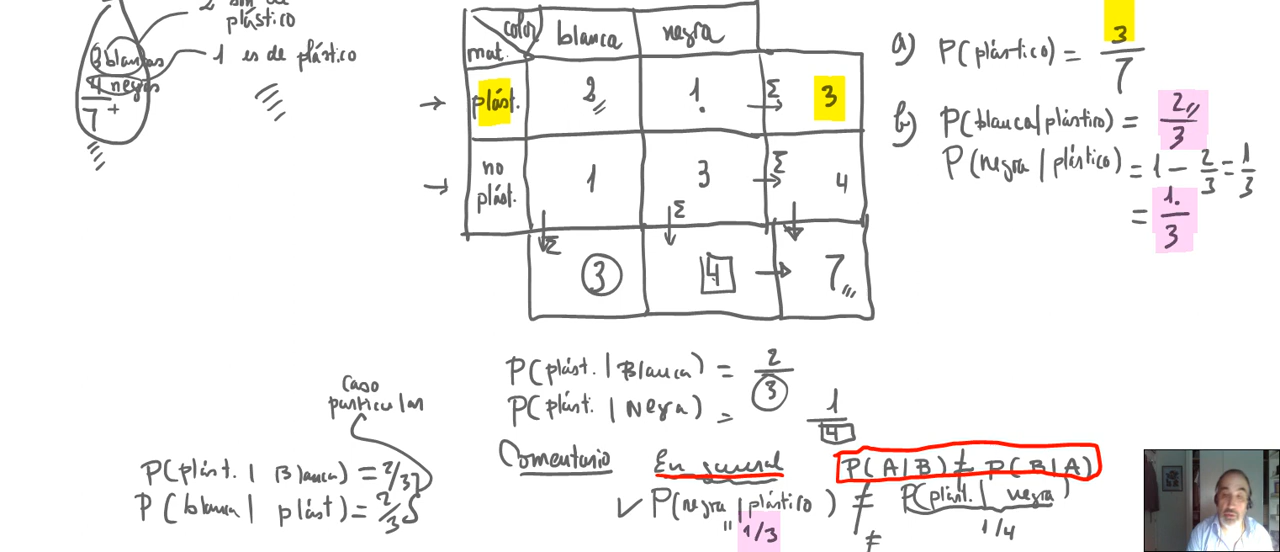 2 son de
plástico
3 blancas
1 es de plástico
4 negras
7 +
color blanca negra
mat.
plást. 2 1. Σ 3
no plást. 1 3 Σ 4
Σ Σ
3 4 7
a) P(plástico) = 3/7
b) P(blanca/plástico) = 2/3
P(negra/plástico) = 1 - 2/3 = 1/3
= 1./3
P(plást. | Blanca) = 2/3
P(plást. | Negra) = 1/4
caso
particular
P(plást. | Blanca) = 2/3
P(blanca | plást) = 2/3
Comentario En general P(A|B) ≠ P(B|A)
✓ P(negra | plástico) ≠ P(plást. | negra)
" 1/3 ≠ 1/4